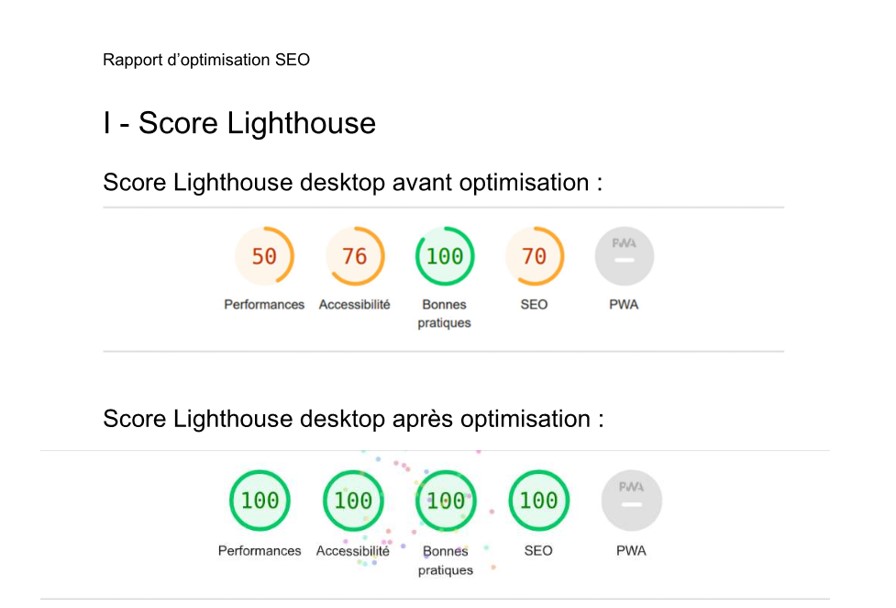 Rapport d’optimisation SEO
I - Score Lighthouse
Score Lighthouse desktop avant optimisation :
PWA
50 76 100 70
Performances Accessibilité Bonnes pratiques SEO PWA
Score Lighthouse desktop après optimisation :
PWA
100 100 100 100
Performances Accessibilité Bonnes pratiques SEO PWA